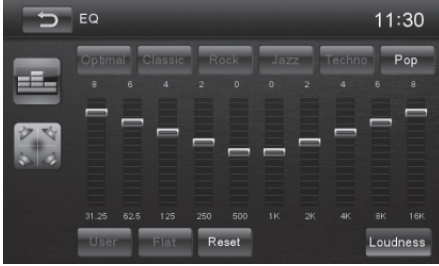 EQ 11:30
Optimal Classic Rock Jazz Techno Pop
8 6 4 2 0 0 2 4 6 8
31.25 62.5 125 250 500 1K 2K 4K 8K 16K
User Flat Reset Loudness